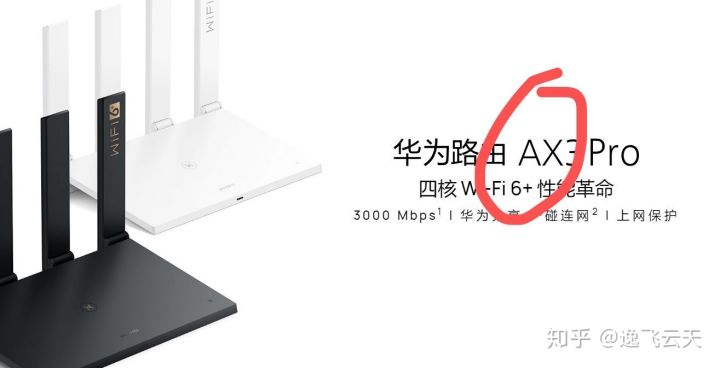 WiFi
WiFi 6
华为路由 AX3 Pro
四核 Wi-Fi 6+ 性能革命
3000 Mbps¹ | 华为 碰连网² | 上网保护
知乎 @逸飞云天